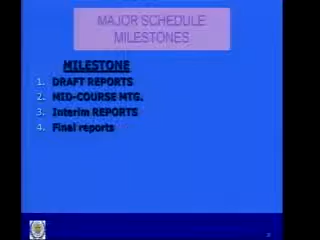 MAJOR SCHEDULE
MILESTONES
MILESTONE
1. DRAFT REPORTS
2. MID-COURSE MTG.
3. Interim REPORTS
4. Final reports